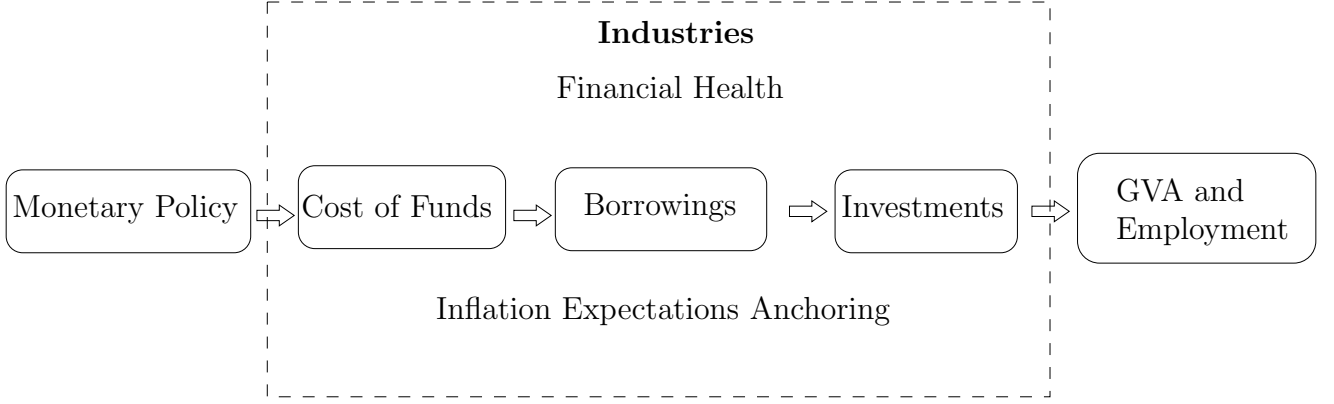 Industries
Financial Health
Monetary Policy
Cost of Funds
Borrowings
Investments
GVA and
Employment
Inflation Expectations Anchoring